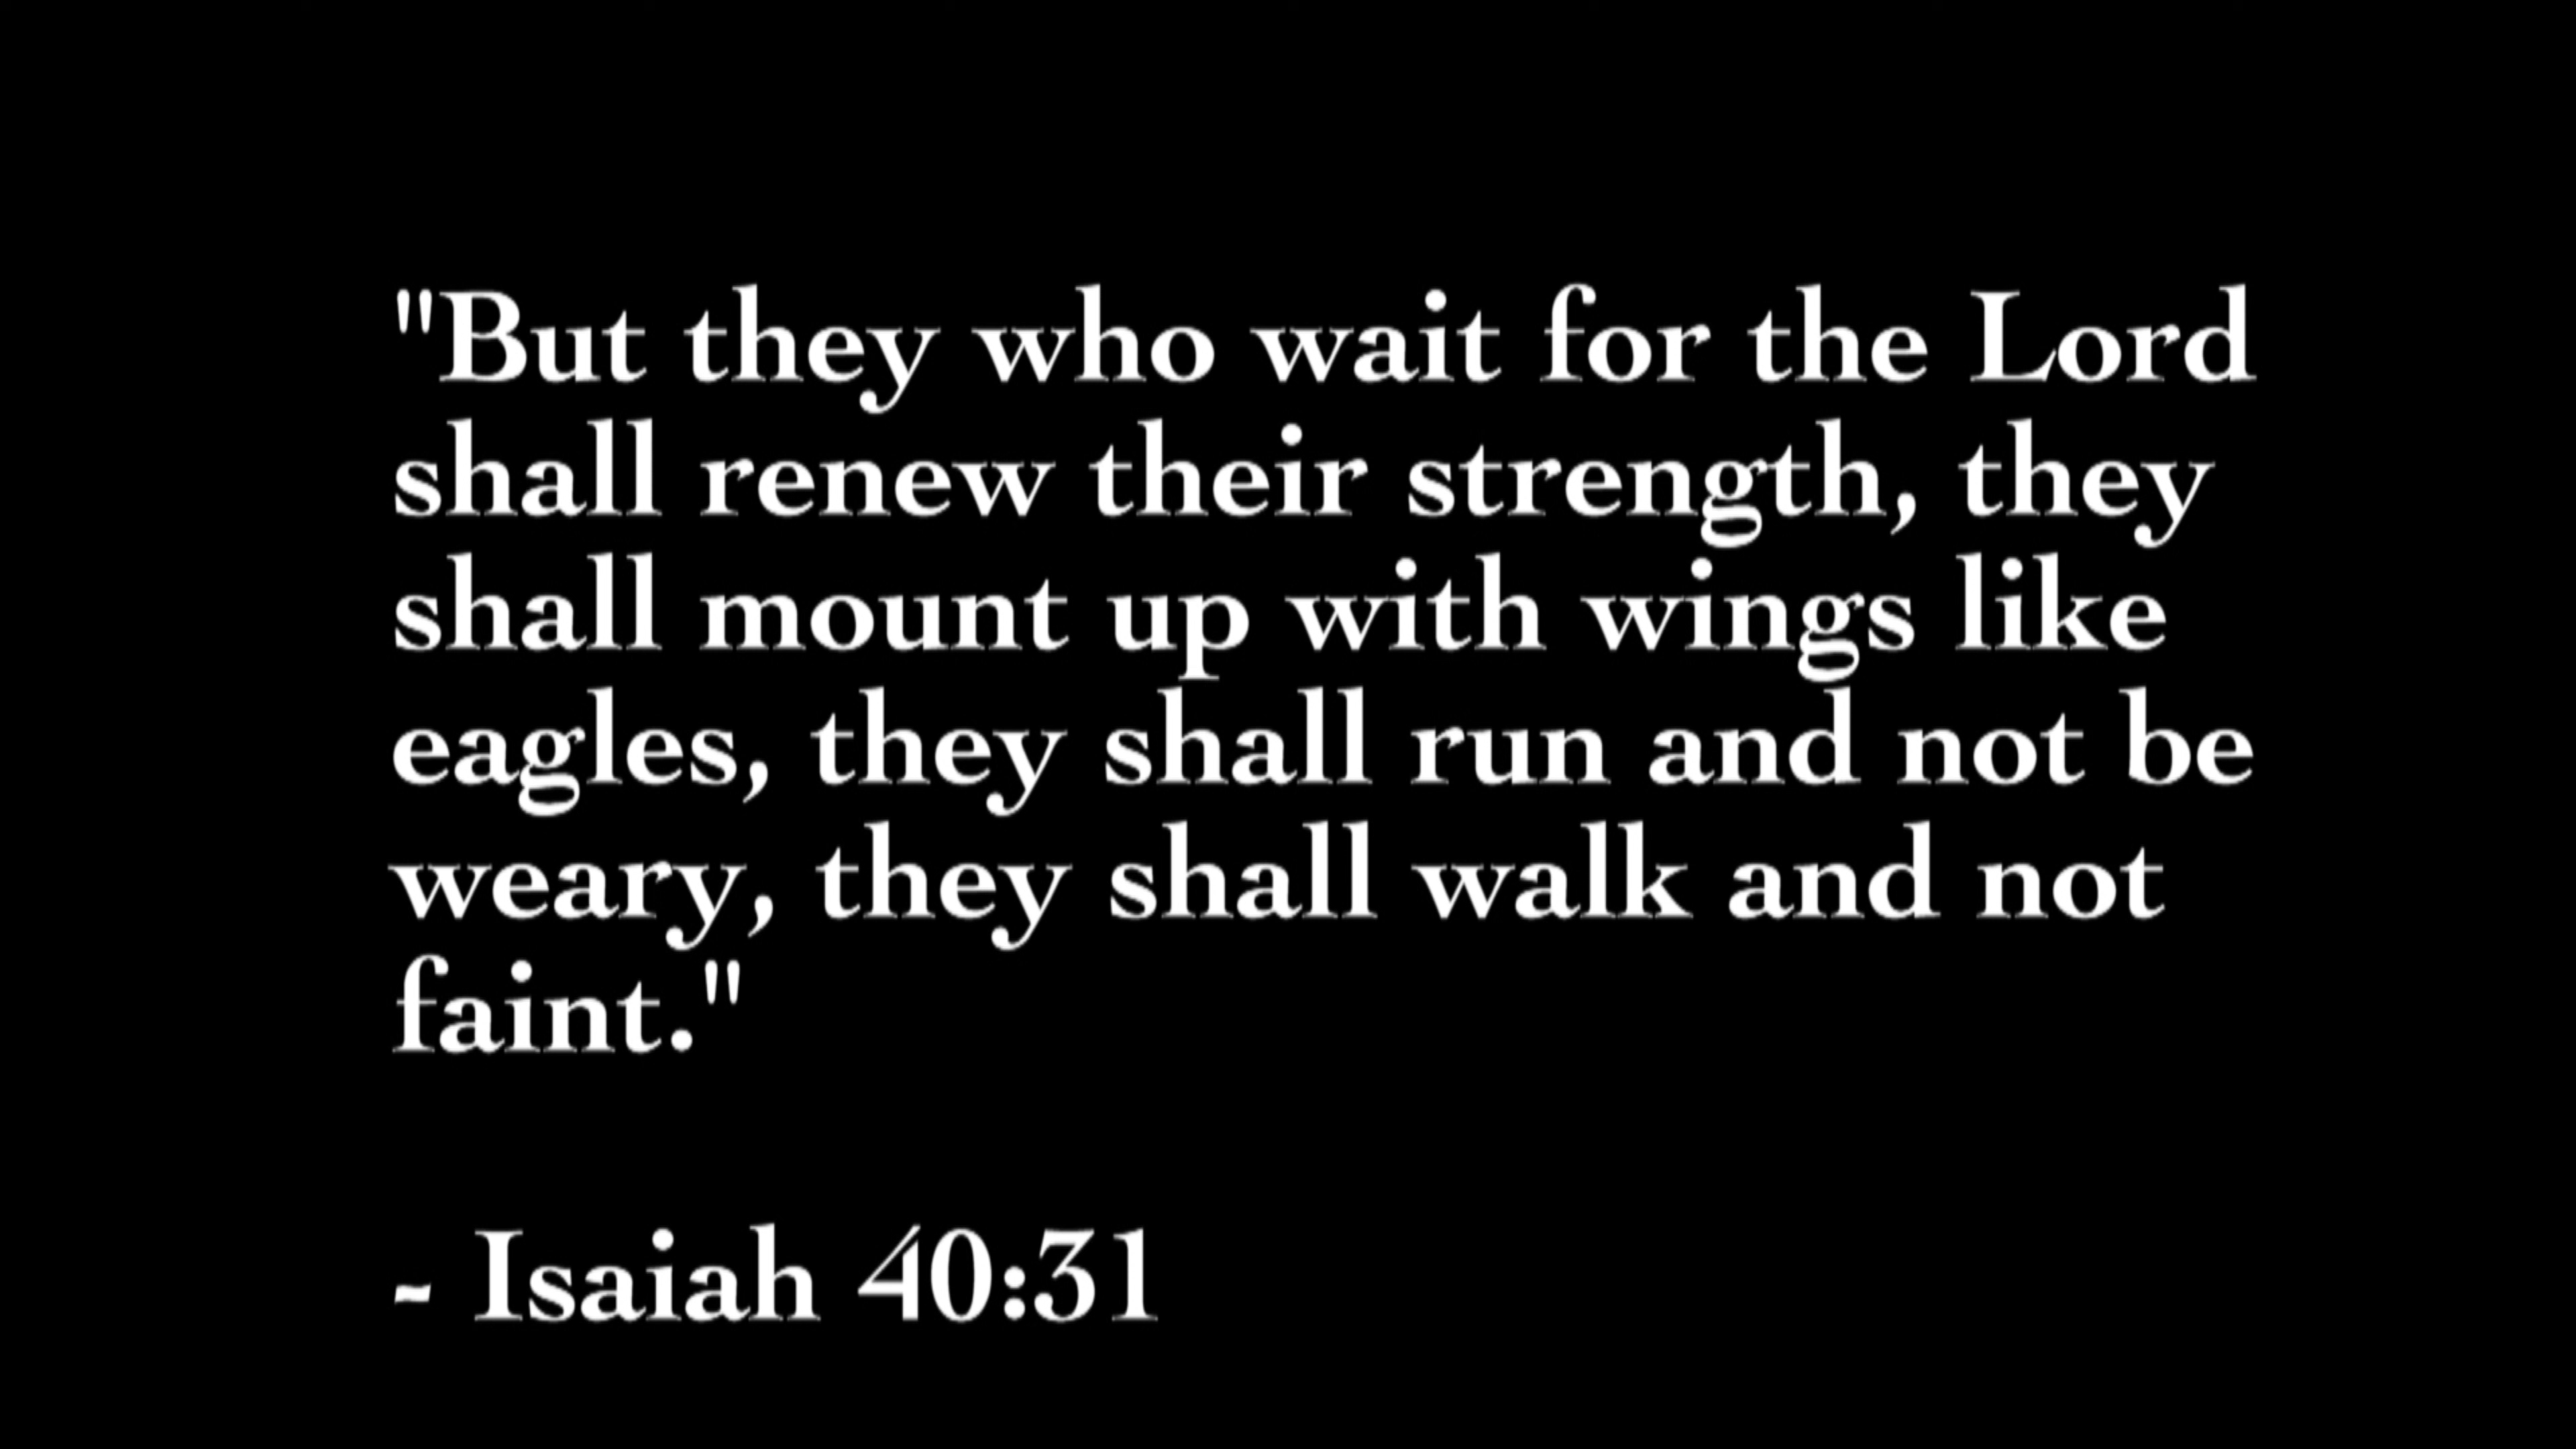 "But they who wait for the Lord
shall renew their strength, they
shall mount up with wings like
eagles, they shall run and not be
weary, they shall walk and not
faint."
- Isaiah 40:31